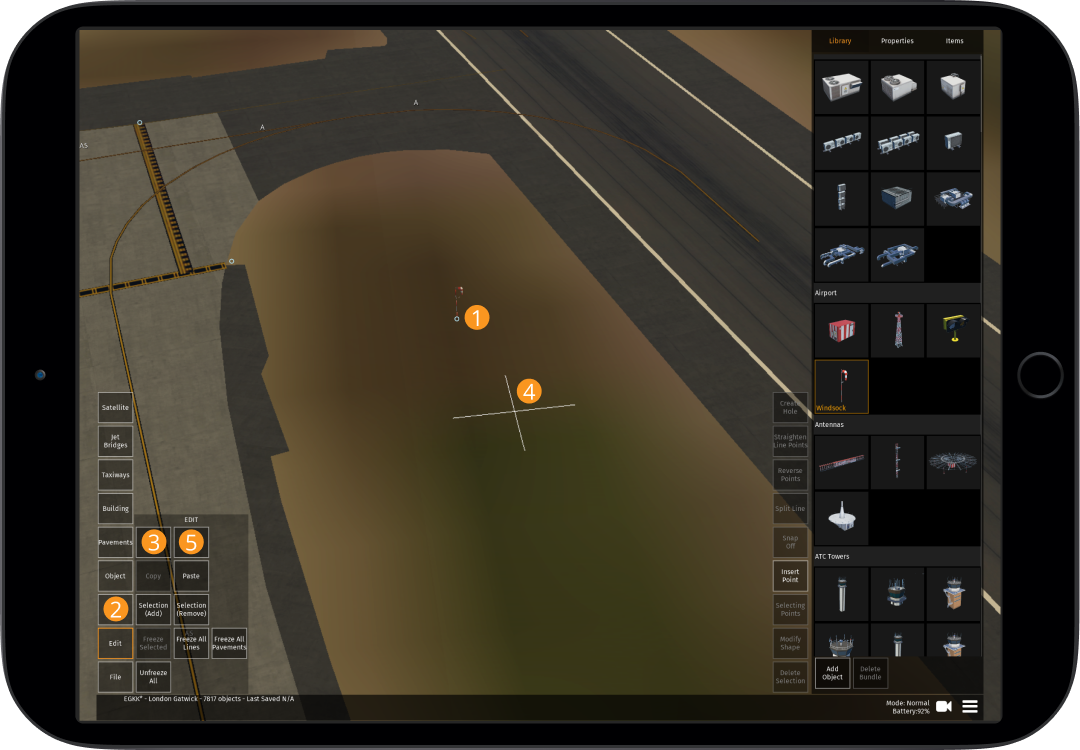 Library Properties Items
A
A
AS
1
Airport
4
Windsock
Satellite
Create Hole
Jet Bridges
Straighten Line Points
Antennas
Taxiways
Reverse Points
Building
Split Line
EDIT
Pavements
3
5
Snap Off
ATC Towers
Object
Copy
Paste
Insert Point
2
Selection (Add)
Selection (Remove)
Selecting Points
Edit
Freeze Selected
Freeze All Lines
Freeze All Pavements
Modify Shape
File
Unfreeze All
Delete Selection
Add Object
Delete Bundle
EGKK* - London Gatwick - 7817 objects - Last Saved N/A
Mode: Normal
Battery:92%